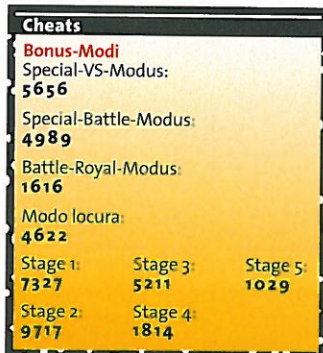 Cheats
Bonus-Modi
Special-VS-Modus:
5656
Special-Battle-Modus:
4989
Battle-Royal-Modus:
1616
Modo locura:
4622
Stage 1: Stage 3: Stage 5:
7327 5211 1029
Stage 2: Stage 4:
9717 1814